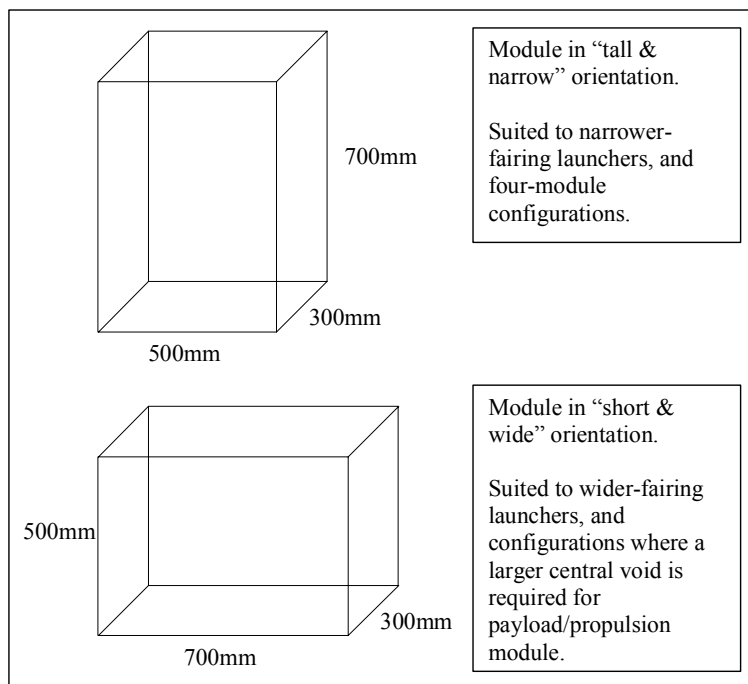 Module in “tall &
narrow” orientation.
Suited to narrower-
fairing launchers, and
four-module
configurations.
700mm
300mm
500mm
Module in “short &
wide” orientation.
Suited to wider-fairing
launchers, and
configurations where a
larger central void is
required for
payload/propulsion
module.
500mm
300mm
700mm